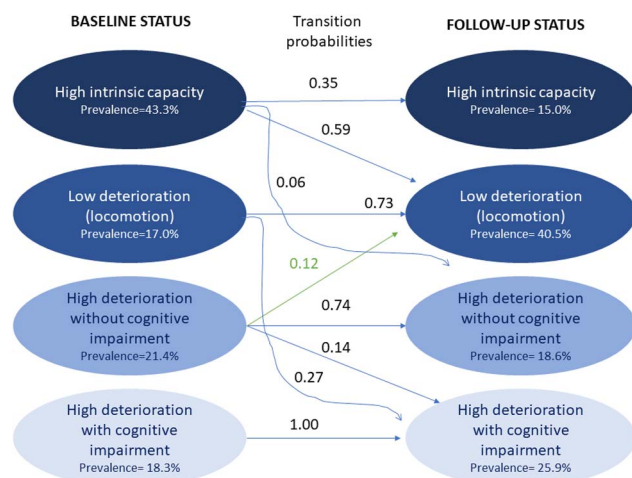 BASELINE STATUS
Transition
probabilities
FOLLOW-UP STATUS
High intrinsic capacity
Prevalence=43.3%
0.35
High intrinsic capacity
Prevalence=15.0%
0.59
0.06
Low deterioration
(locomotion)
Prevalence=17.0%
0.73
Low deterioration
(locomotion)
Prevalence= 40.5%
0.12
High deterioration
without cognitive
impairment
Prevalence=21.4%
0.74
High deterioration
without cognitive
impairment
Prevalence=18.6%
0.14
0.27
High deterioration
with cognitive
impairment
Prevalence= 18.3%
1.00
High deterioration
with cognitive
impairment
Prevalence= 25.9%